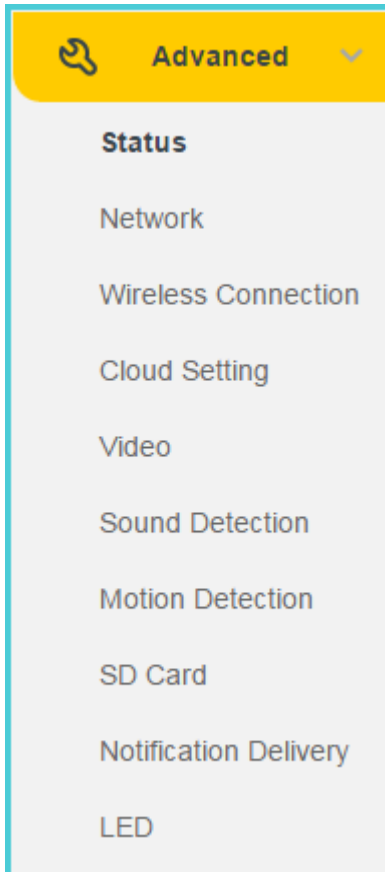 Advanced
Status
Network
Wireless Connection
Cloud Setting
Video
Sound Detection
Motion Detection
SD Card
Notification Delivery
LED